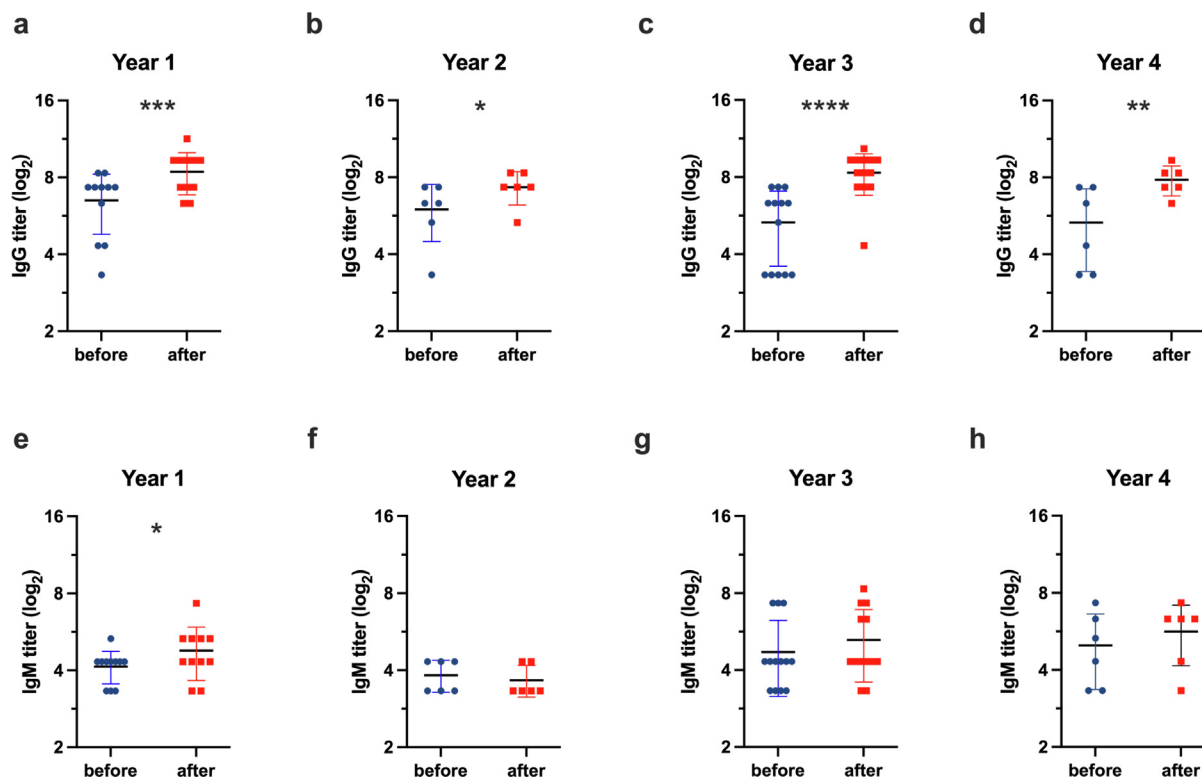 a
b
c
d
Year 1
Year 2
Year 3
Year 4
***
*
****
**
IgG titer (log2)
16
8
4
2
before
after
IgG titer (log2)
16
8
4
2
before
after
IgG titer (log2)
16
8
4
2
before
after
IgG titer (log2)
16
8
4
2
before
after
e
f
g
h
Year 1
Year 2
Year 3
Year 4
*
IgM titer (log2)
16
8
4
2
before
after
IgM titer (log2)
16
8
4
2
before
after
IgM titer (log2)
16
8
4
2
before
after
IgM titer (log2)
16
8
4
2
before
after